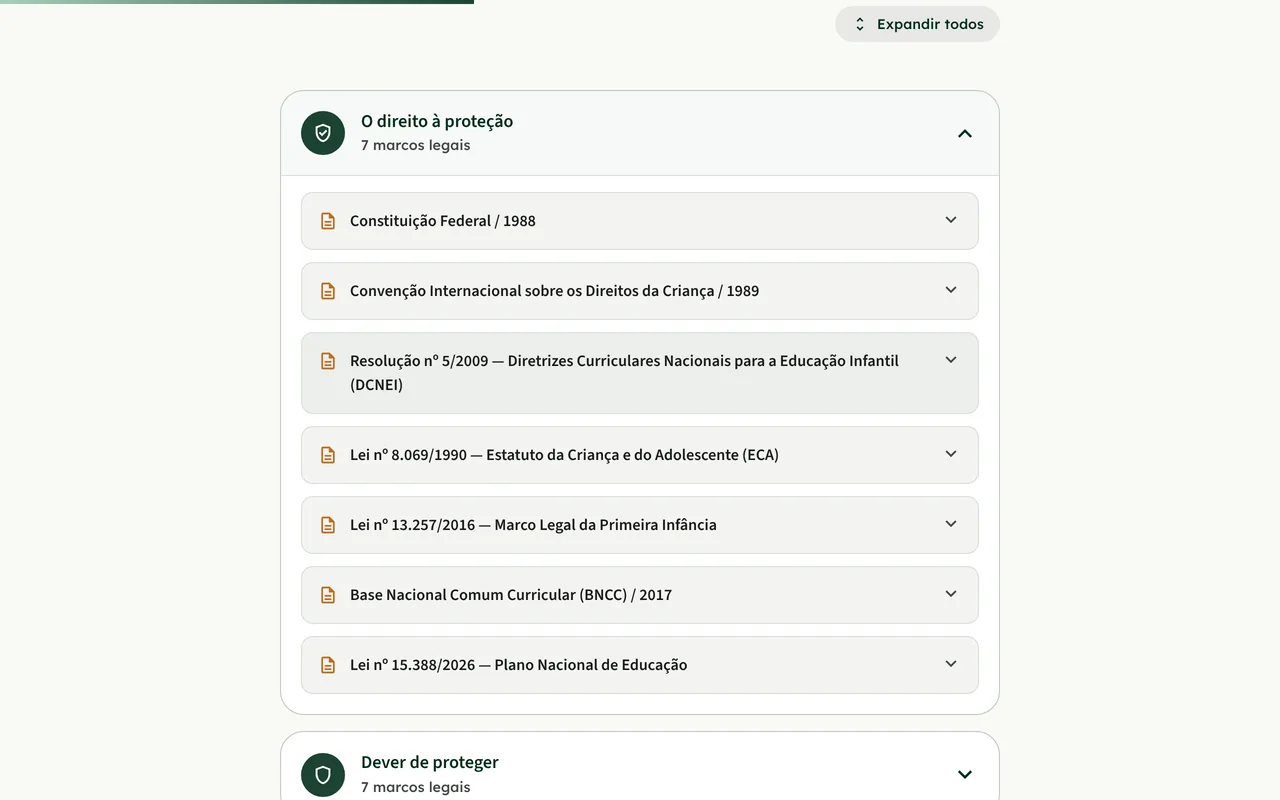 Expandir todos
O direito à proteção
7 marcos legais
Constituição Federal / 1988
Convenção Internacional sobre os Direitos da Criança / 1989
Resolução nº 5/2009 — Diretrizes Curriculares Nacionais para a Educação Infantil
(DCNEI)
Lei nº 8.069/1990 — Estatuto da Criança e do Adolescente (ECA)
Lei nº 13.257/2016 — Marco Legal da Primeira Infância
Base Nacional Comum Curricular (BNCC) / 2017
Lei nº 15.388/2026 — Plano Nacional de Educação
Dever de proteger
7 marcos legais